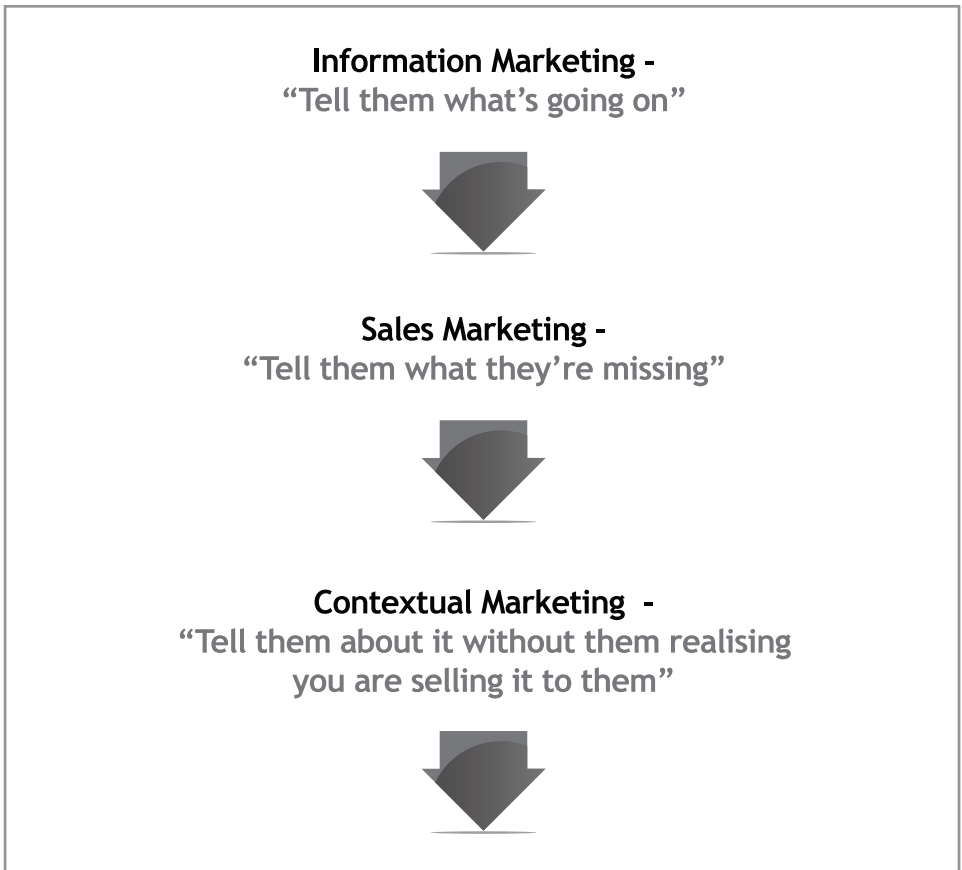 Information Marketing -
“Tell them what’s going on”
Sales Marketing -
“Tell them what they’re missing”
Contextual Marketing  -
“Tell them about it without them realising
you are selling it to them”